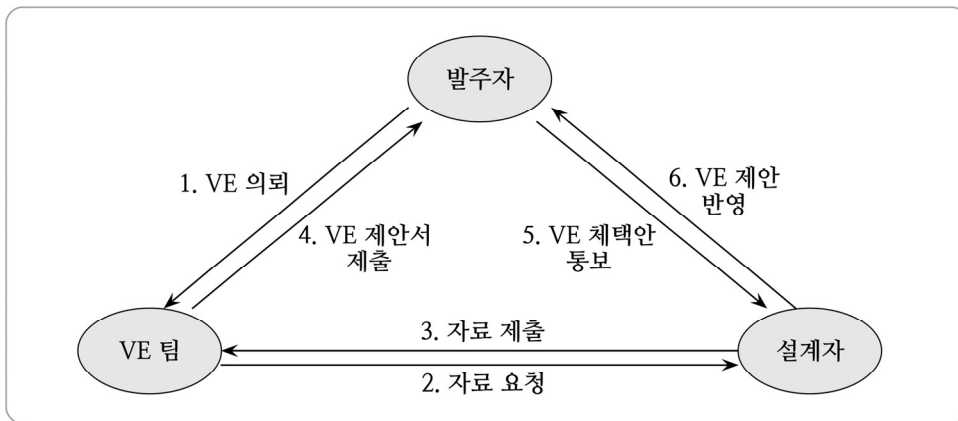 발주자
1. VE 의뢰
6. VE 제안
반영
4. VE 제안서
제출
5. VE 채택안
통보
VE 팀
3. 자료 제출
2. 자료 요청
설계자